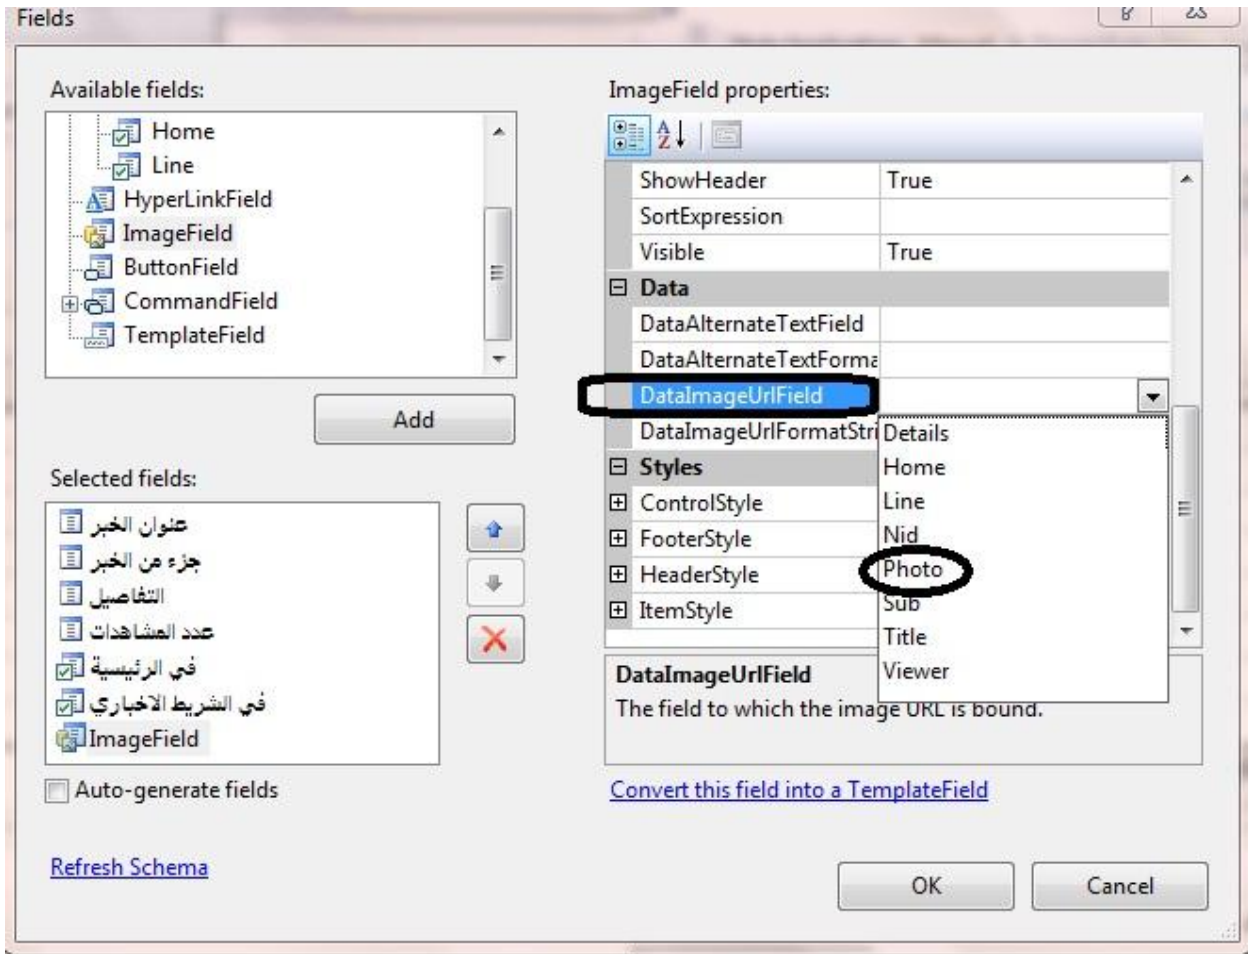 Fields
Available fields:
Home
Line
HyperLinkField
ImageField
ButtonField
CommandField
TemplateField
Add
Selected fields:
عنوان الخبر
جزء من الخبر
التفاصيل
عدد المشاهدات
في الرئيسية
في الشريط الاخباري
ImageField
Auto-generate fields
Refresh Schema
ImageField properties:
ShowHeader True
SortExpression
Visible True
Data
DataAlternateTextField
DataAlternateTextForma
DataImageUrlField
DataImageUrlFormatStri
Styles
ControlStyle
FooterStyle
HeaderStyle
ItemStyle
Details
Home
Line
Nid
Photo
Sub
Title
Viewer
DataImageUrlField
The field to which the image URL is bound.
Convert this field into a TemplateField
OK Cancel